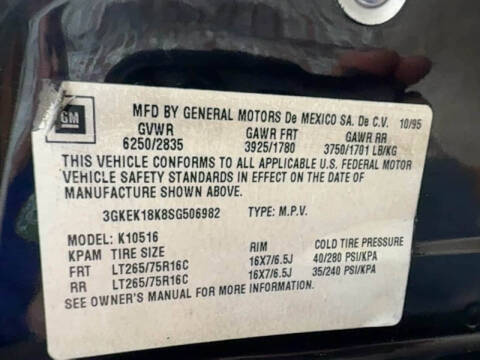 GM
MFD BY GENERAL MOTORS De MEXICO SA. De C.V. 10/95
GVWR GAWR FRT GAWR RR
6250/2835 3925/1780 3750/1701 LB/KG
THIS VEHICLE CONFORMS TO ALL APPLICABLE U.S. FEDERAL MOTOR
VEHICLE SAFETY STANDARDS IN EFFECT ON THE DATE OF
MANUFACTURE SHOWN ABOVE.
3GKEK18K8SG506982 TYPE: M.P.V.
MODEL: K10516
KPAM TIRE SIZE RIM COLD TIRE PRESSURE
FRT LT265/75R16C 16X7/6.5J 40/280 PSI/KPA
RR LT265/75R16C 16X7/6.5J 35/240 PSI/KPA
SEE OWNER'S MANUAL FOR MORE INFORMATION.